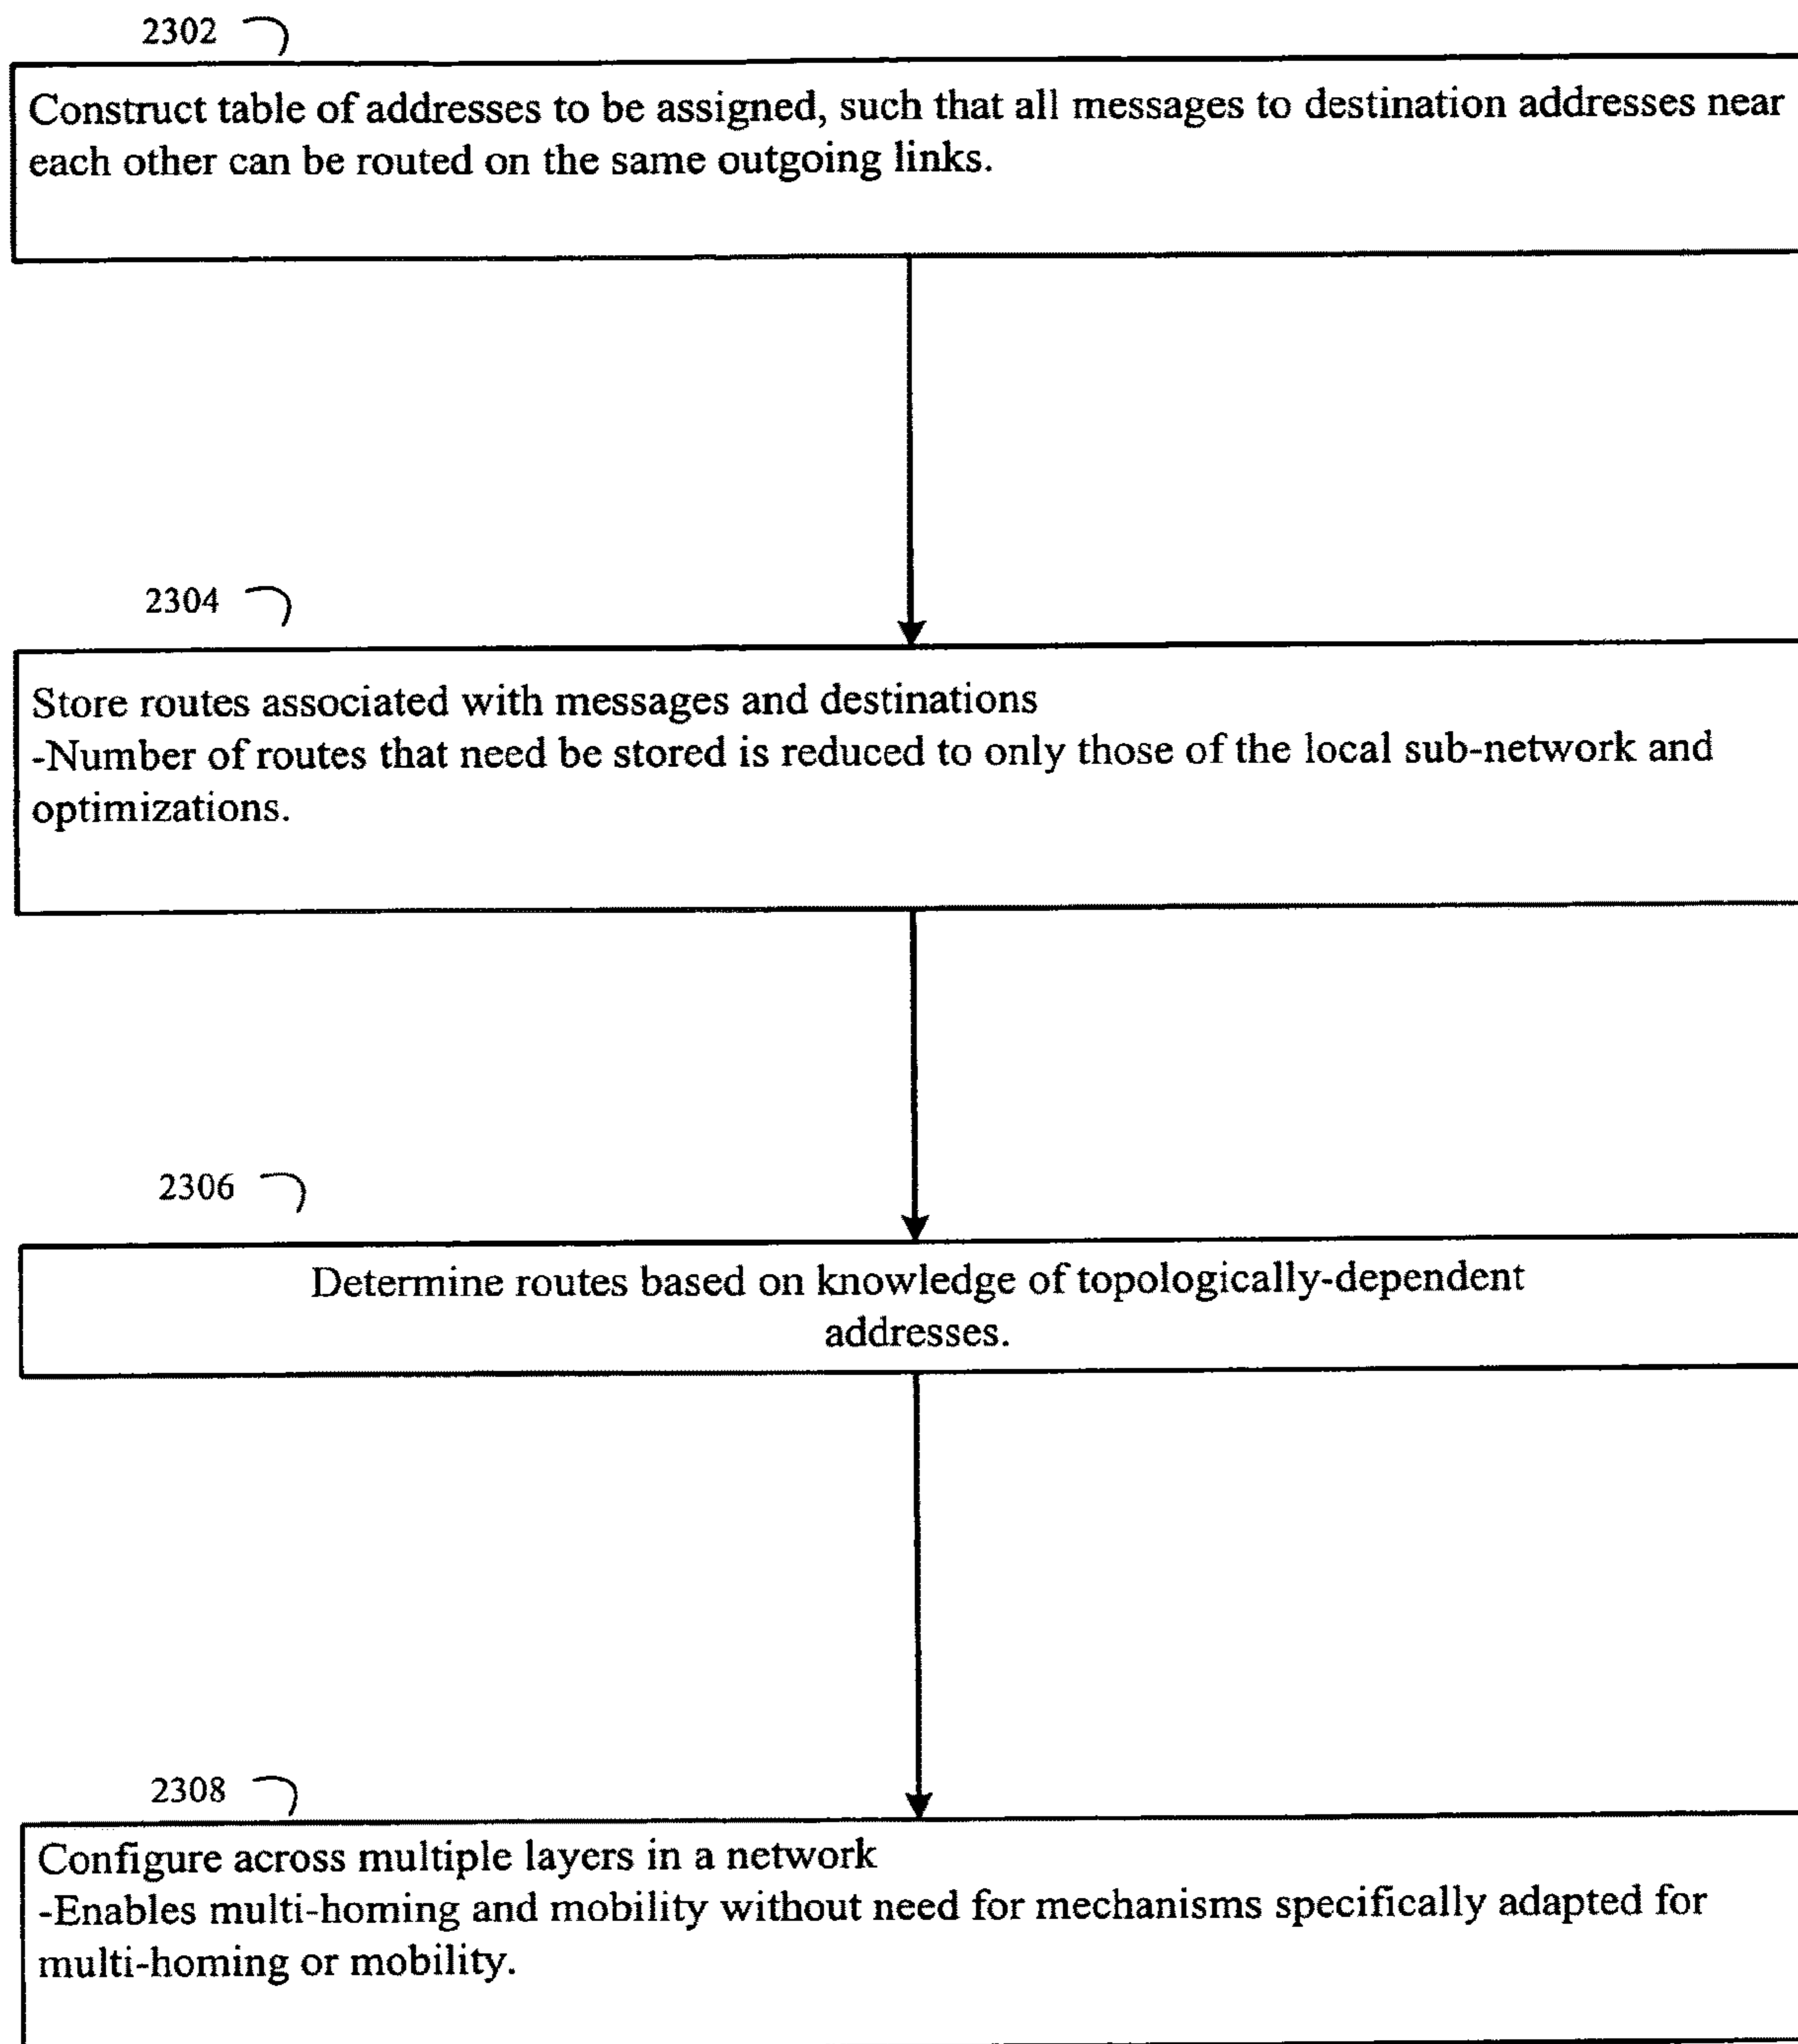 2302
Construct table of addresses to be assigned, such that all messages to destination addresses near
each other can be routed on the same outgoing links.
2304
Store routes associated with messages and destinations
-Number of routes that need be stored is reduced to only those of the local sub-network and
optimizations.
2306
Determine routes based on knowledge of topologically-dependent
addresses.
2308
Configure across multiple layers in a network
-Enables multi-homing and mobility without need for mechanisms specifically adapted for
multi-homing or mobility.